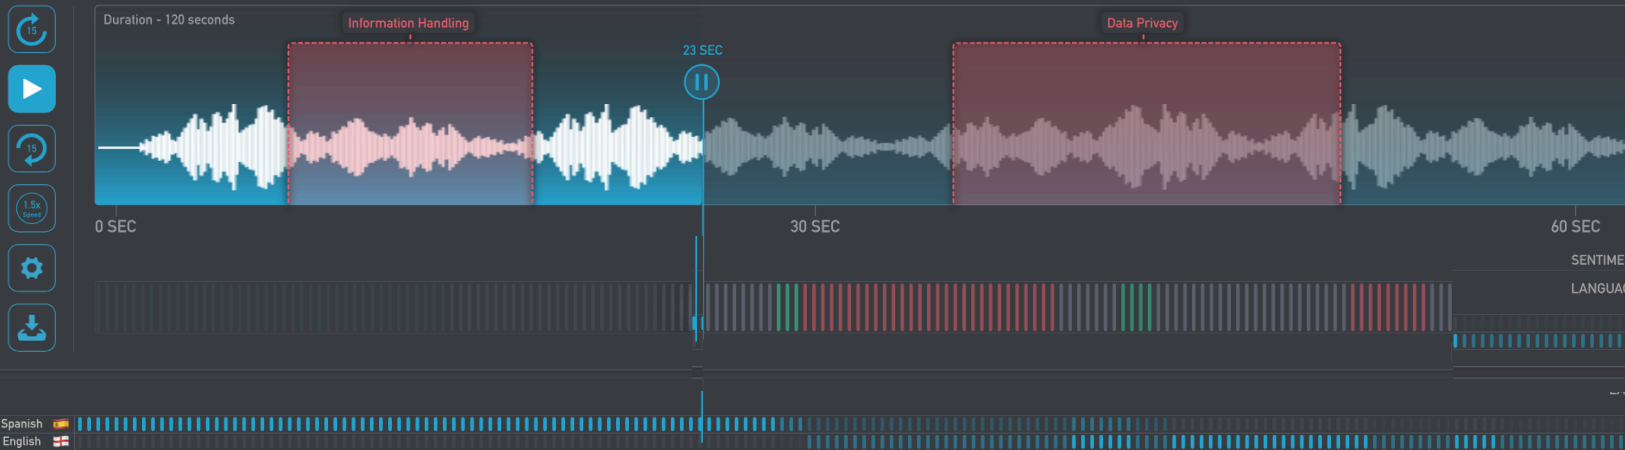 Duration - 120 seconds
Information Handling
Data Privacy
15
23 SEC
15
1.5x
Speed
0 SEC
30 SEC
60 SEC
SENTIME
LANGUA
Spanish
English